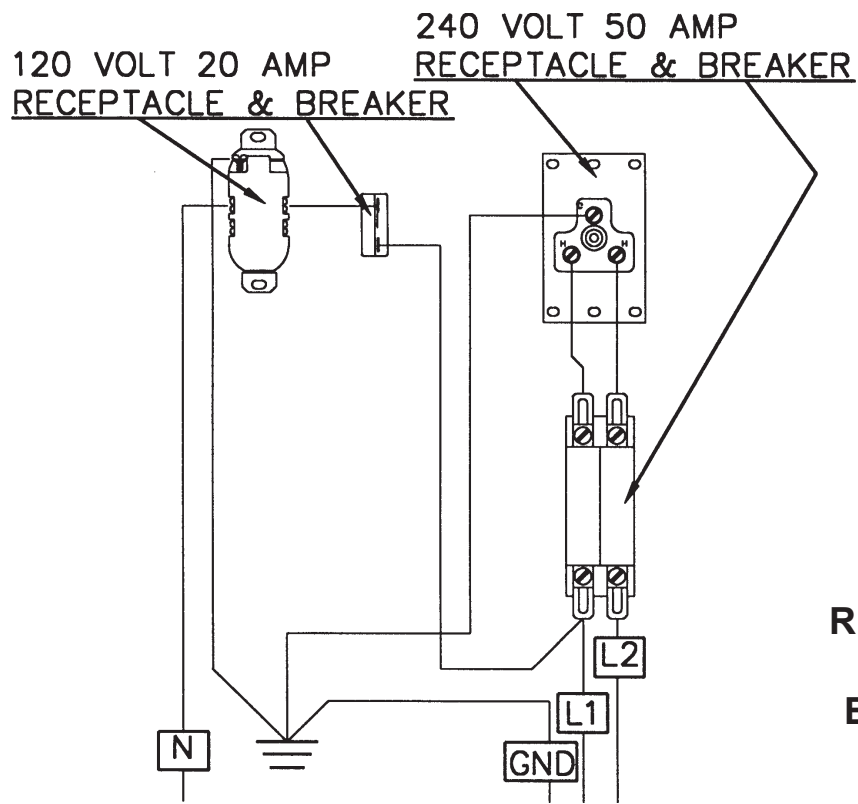 240 VOLT 50 AMP
RECEPTACLE & BREAKER
120 VOLT 20 AMP
RECEPTACLE & BREAKER
G
H
H
R
L2
E
L1
N
GND